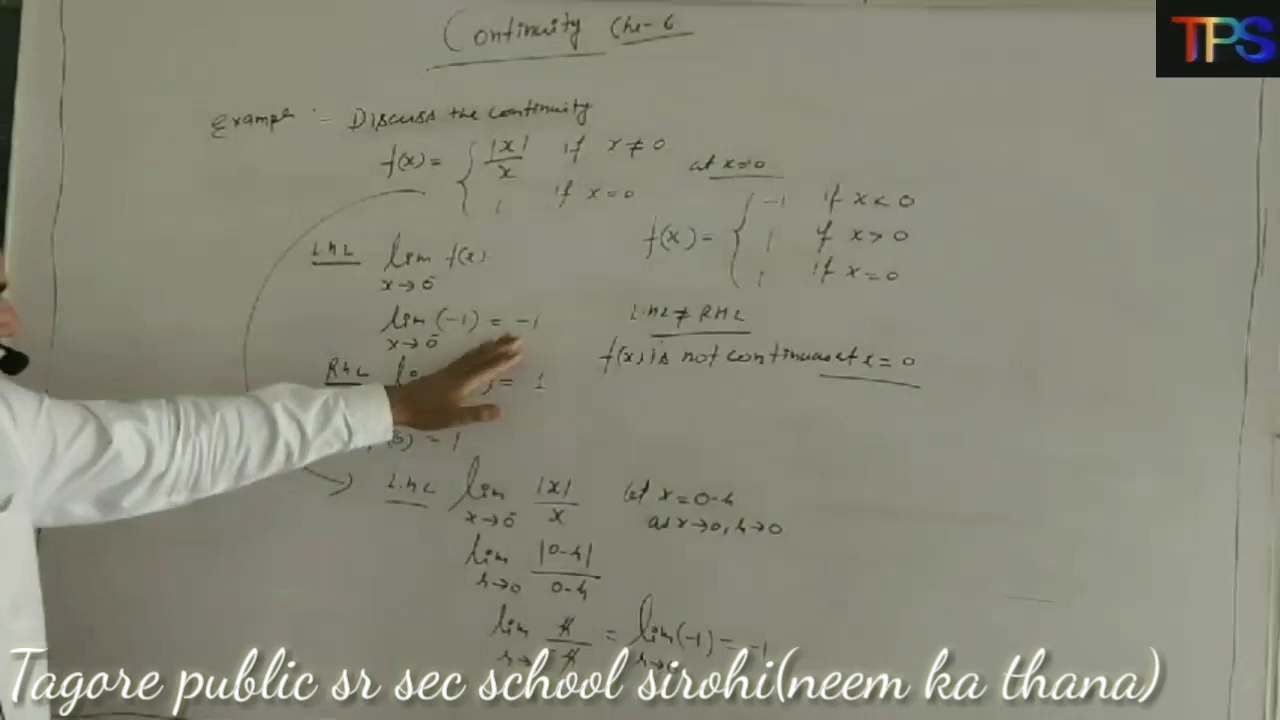 Continuity Ch-6
TPS
Example :- Discuss the continuity
f(x) = { |x|/x if x ≠ 0
1 if x = 0
at x=0
f(x) = { -1 if x < 0
1 if x > 0
1 if x = 0
LHL lim f(x)
x→0⁻
lim (-1) = -1
x→0⁻
RHL = 1
= 1
LHL ≠ RHL
f(x) is not continuous at x = 0
LHL lim |x|/x let x = 0-h
x→0⁻ as x→0, h→0
lim |0-h|/0-h
h→0
lim h/-h = lim (-1) = -1
h→0
Tagore public sr sec school sirohi(neem ka thana)